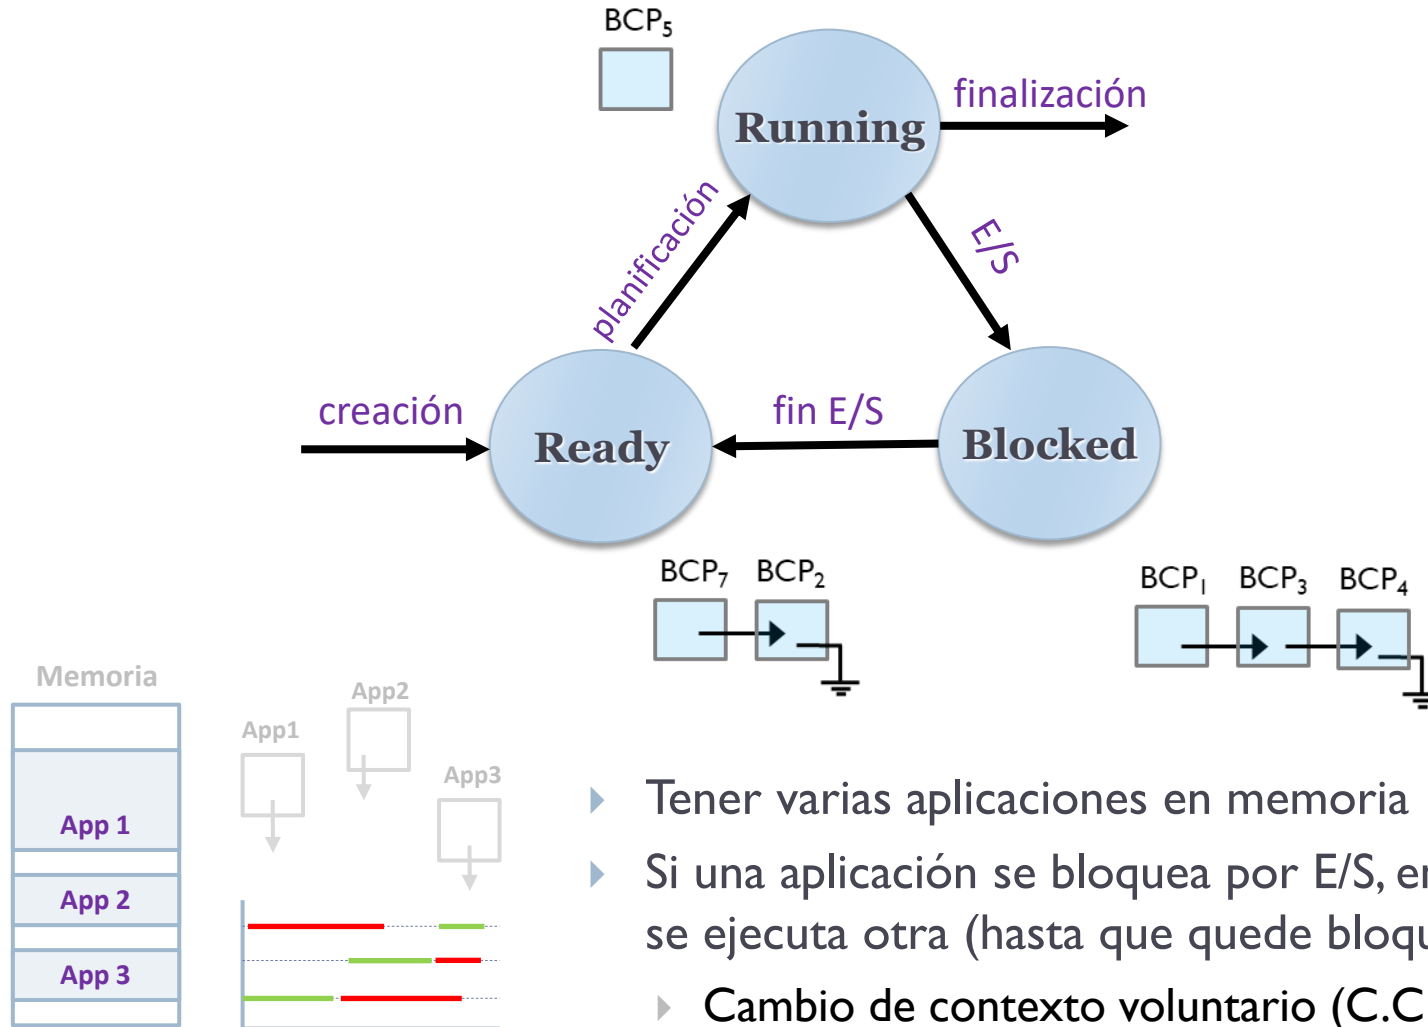 BCP5
Running
finalización
planificación
E/S
creación
Ready
fin E/S
Blocked
BCP7 BCP2
BCP1 BCP3 BCP4
Memoria
App 1
App 2
App 3
App1
App2
App3
Tener varias aplicaciones en memoria
Si una aplicación se bloquea por E/S,
se ejecuta otra (hasta que quede
Cambio de contexto voluntario (C.C